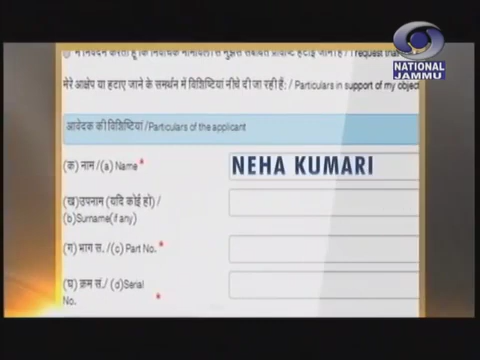 NATIONAL
JAMMU
मेरे आक्षेप या हटाए जाने के समर्थन में विशिष्टियां नीचे दी जा रही हैं: / Particulars in support of my object
आवेदक की विशिष्टियां /Particulars of the applicant
(क) नाम /(a) Name * NEHA KUMARI
(ख)उपनाम (यदि कोई हो) /
(b)Surname(if any)
(ग) भाग स. /(c) Part No. *
(घ) क्रम सं./ (d)Serial
No. *